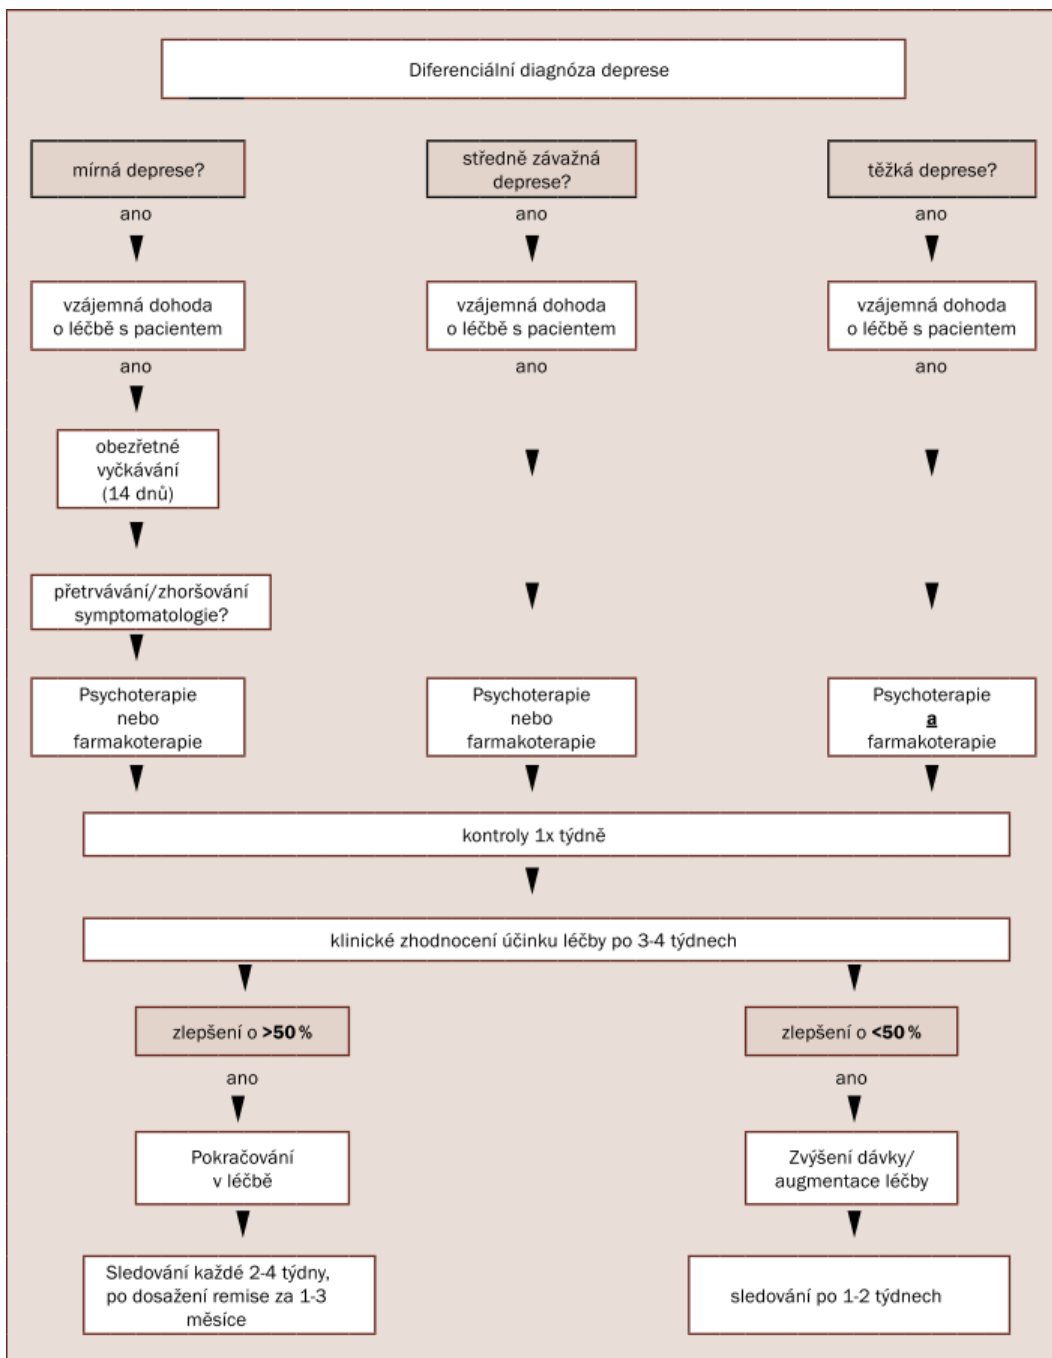 Diferenciální diagnóza deprese
mírná deprese?
středně závažná
deprese?
těžká deprese?
ano
ano
ano
vzájemná dohoda
o léčbě s pacientem
vzájemná dohoda
o léčbě s pacientem
vzájemná dohoda
o léčbě s pacientem
ano
ano
ano
obezřetné
vyčkávání
(14 dnů)
přetrvávání/zhoršování
symptomatologie?
Psychoterapie
nebo
farmakoterapie
Psychoterapie
nebo
farmakoterapie
Psychoterapie
a
farmakoterapie
kontroly 1x týdně
klinické zhodnocení účinku léčby po 3-4 týdnech
zlepšení o >50 %
zlepšení o <50 %
ano
ano
Pokračování
v léčbě
Zvýšení dávky/
augmentace léčby
Sledování každé 2-4 týdny,
po dosažení remise za 1-3
měsíce
sledování po 1-2 týdnech